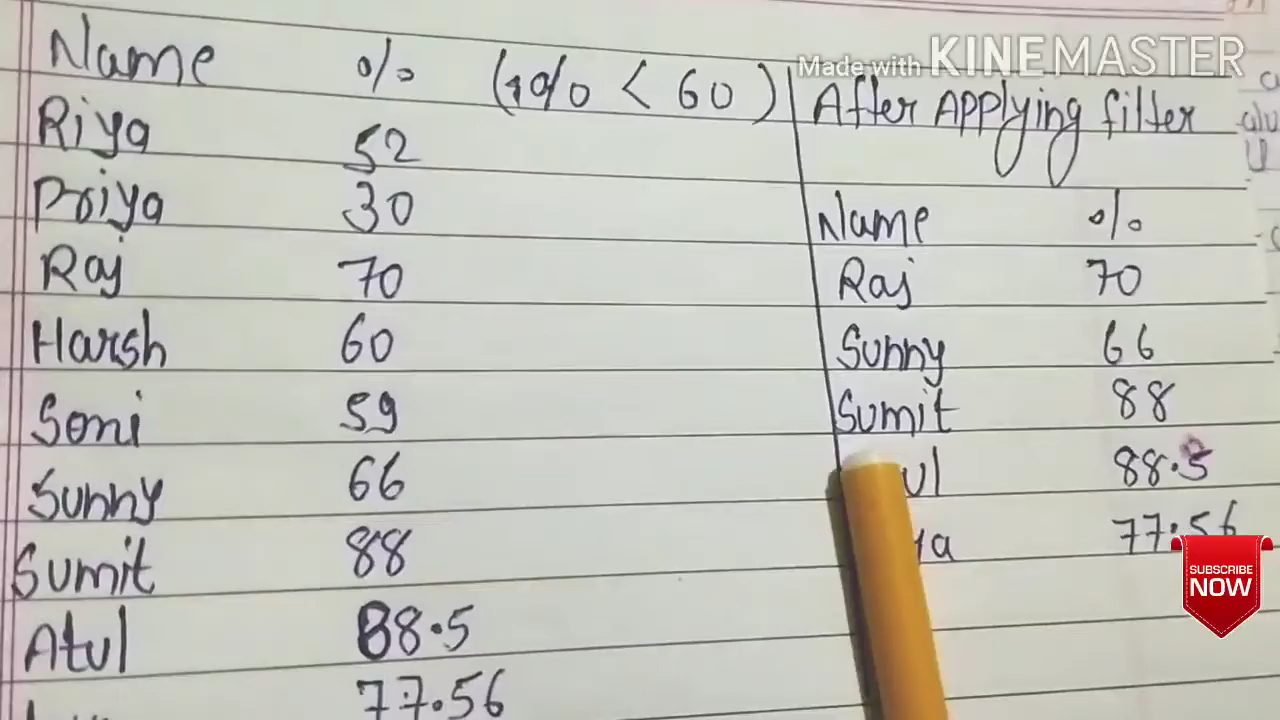 Made with KINEMASTER
Name % (% < 60)
Riya 52
Priya 30
Raj 70
Harsh 60
Soni 59
Sunny 66
Sumit 88
Atul 88.5
77.56
After Applying filter
Name %
Raj 70
Sunny 66
Sumit 88
ul 88.5
ya 77.56
SUBSCRIBE
NOW